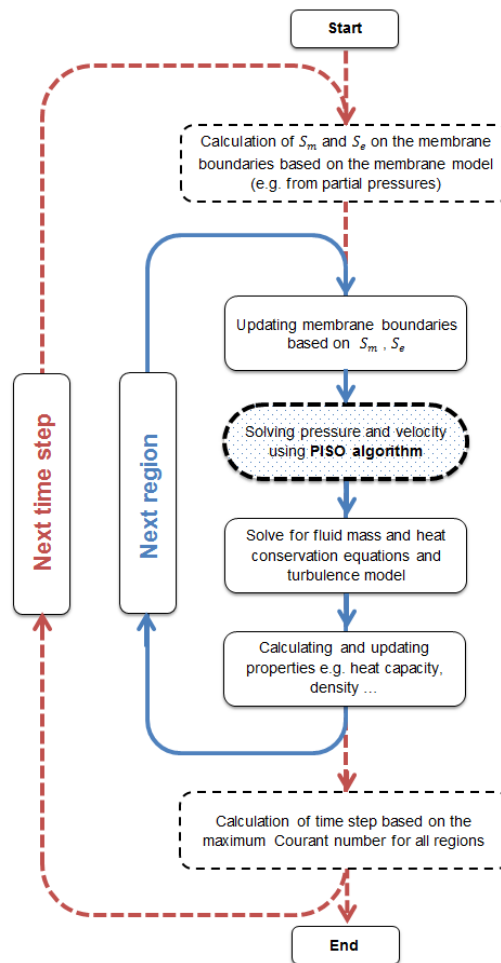 Start
Calculation of Sₘ and Sₑ on the membrane
boundaries based on the membrane model
(e.g. from partial pressures)
Updating membrane boundaries
based on Sₘ , Sₑ
Solving pressure and velocity
using PISO algorithm
Next time step
Next region
Solve for fluid mass and heat
conservation equations and
turbulence model
Calculating and updating
properties e.g. heat capacity,
density ...
Calculation of time step based on the
maximum Courant number for all regions
End